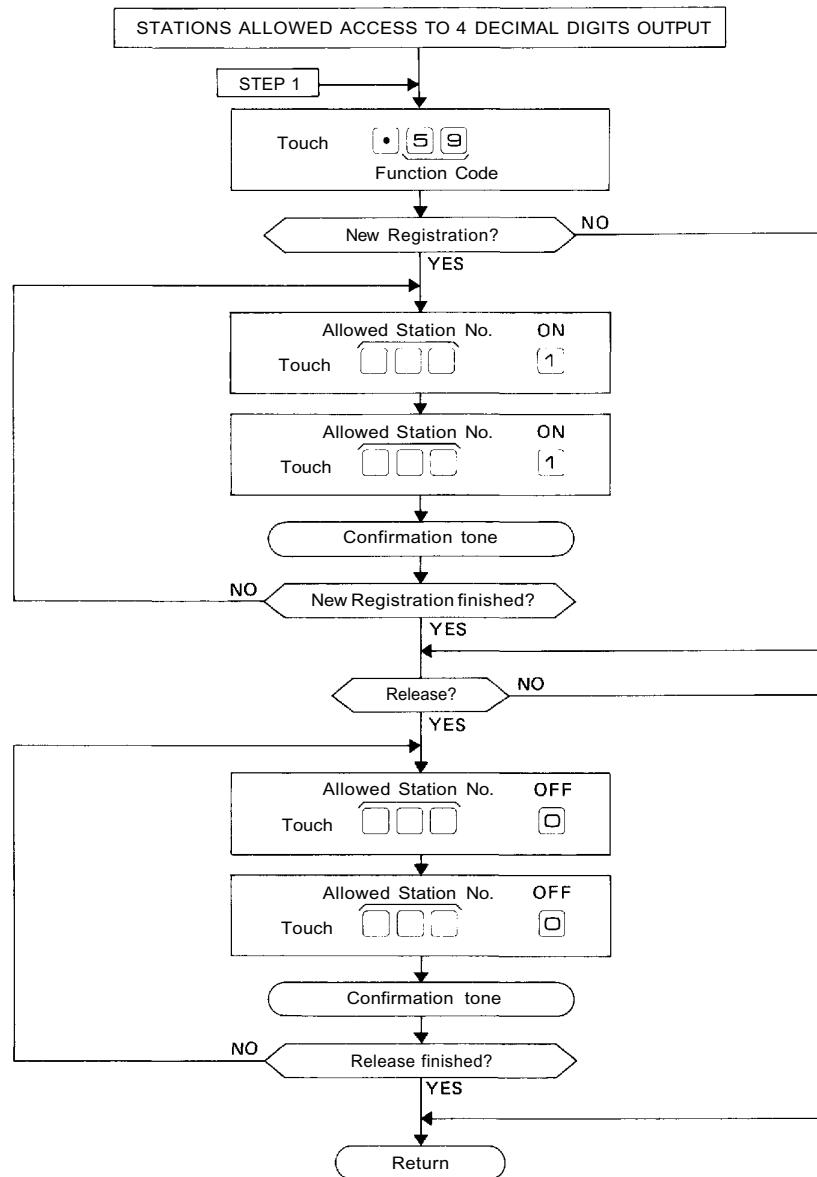 STATIONS ALLOWED ACCESS TO 4 DECIMAL DIGITS OUTPUT
STEP 1
Touch • 5 9
Function Code
New Registration? NO
YES
Allowed Station No. ON
Touch 1
Allowed Station No. ON
Touch 1
Confirmation tone
NO New Registration finished?
YES
Release? NO
YES
Allowed Station No. OFF
Touch 0
Allowed Station No. OFF
Touch 0
Confirmation tone
NO Release finished?
YES
Return